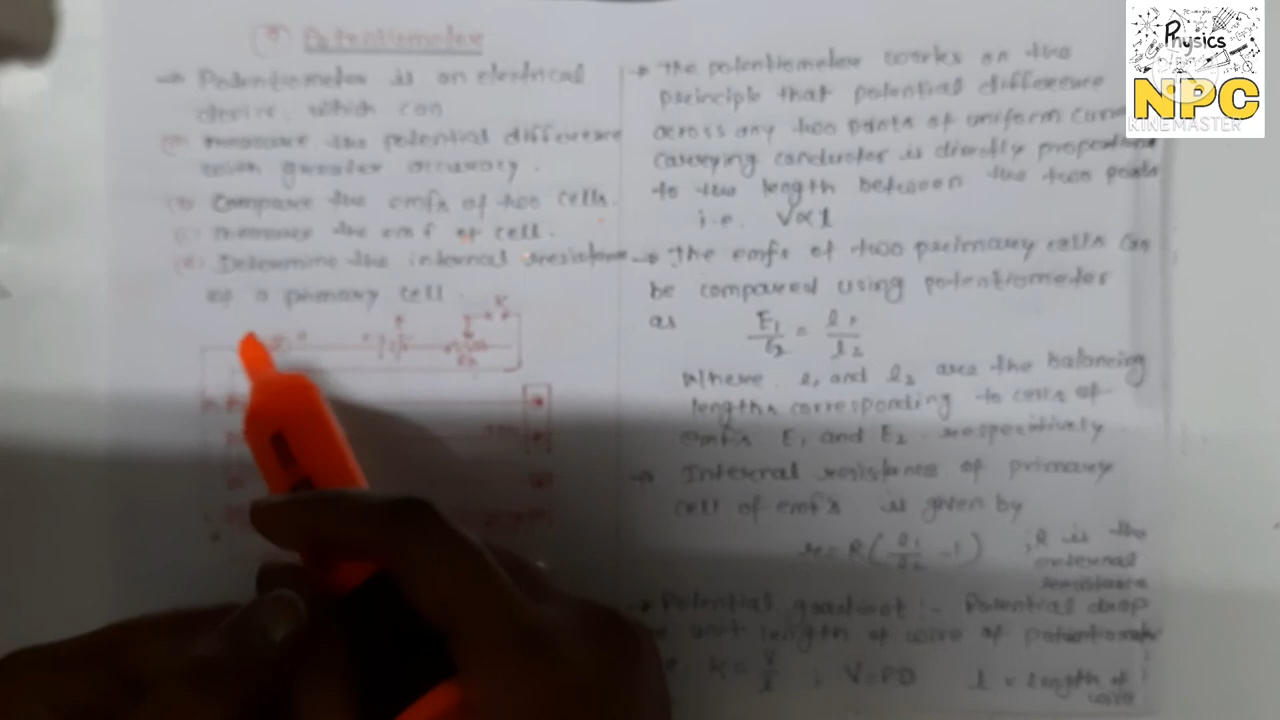 Potentiometer
→ Potentiometer is an electrical
device which can
measure the potential difference
with greater accuracy.
(b) Compare the emfs of two cells.
(c) measure the emf of cell.
(d) Determine the internal resistance
of a primary cell.
K
Rh
→ The potentiometer works on the
principle that potential difference
across any two points of uniform
carrying conductor is directly
to the length between the two points
i.e. V∝l
→ The emfs of two primary cells can
be compared using potentiometer
as E1/E2 = l1/l2
Where, l1 and l2 are the balancing
lengths corresponding to cells of
emfs E1 and E2 respectively.
→ Internal resistance of primary
cell of emf's is given by
r = R(l1/l2 - 1) ; R is the
external
resistance
→ Potential gradient :- Potential drop
unit length of wire of
K = V/l ; V = PD l = Length of
wire
Physics
NPC
KINEMASTER